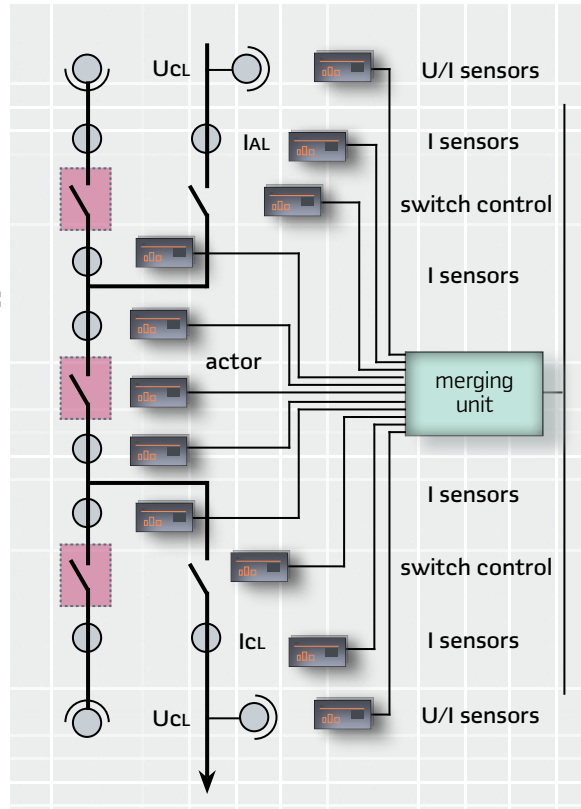 UCL
U/I sensors
IAL
I sensors
switch control
I sensors
actor
merging
unit
I sensors
switch control
ICL
I sensors
UCL
U/I sensors